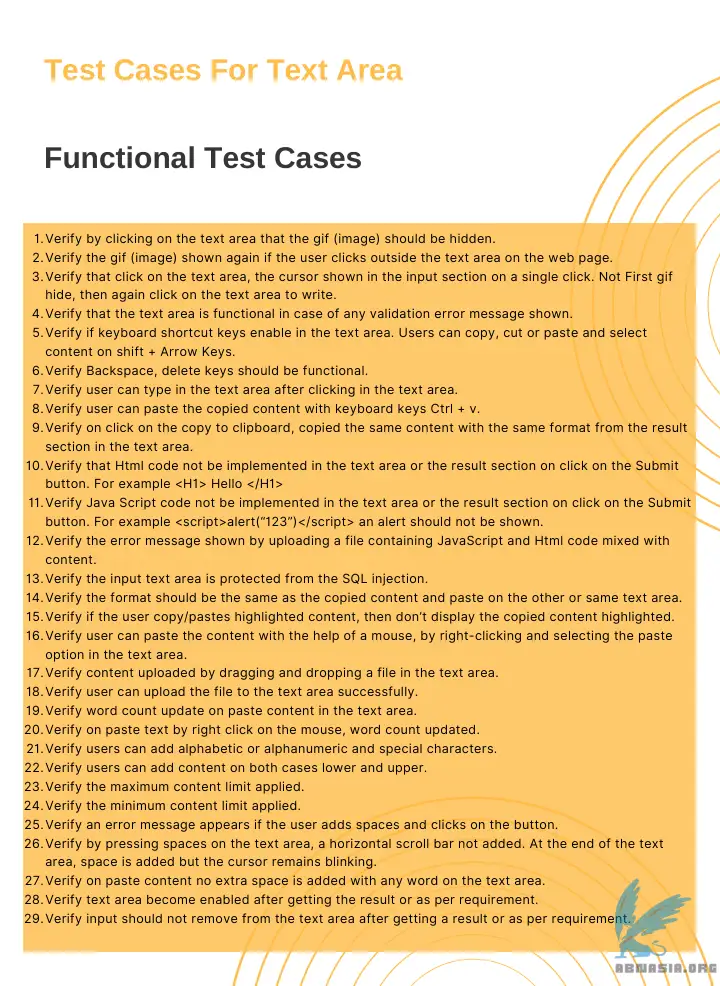 Test Cases For Text Area
Functional Test Cases
1. Verify by clicking on the text area that the gif (image) should be hidden.
2. Verify the gif (image) shown again if the user clicks outside the text area on the web page.
3. Verify that click on the text area, the cursor shown in the input section on a single click. Not First gif
hide, then again click on the text area to write.
4. Verify that the text area is functional in case of any validation error message shown.
5. Verify if keyboard shortcut keys enable in the text area. Users can copy, cut or paste and select
content on shift + Arrow Keys.
6. Verify Backspace, delete keys should be functional.
7. Verify user can type in the text area after clicking in the text area.
8. Verify user can paste the copied content with keyboard keys Ctrl + v.
9. Verify on click on the copy to clipboard, copied the same content with the same format from the result
section in the text area.
10. Verify that Html code not be implemented in the text area or the result section on click on the Submit
button. For example <H1> Hello </H1>
11. Verify Java Script code not be implemented in the text area or the result section on click on the Submit
button. For example <script>alert("123")</script> an alert should not be shown.
12. Verify the error message shown by uploading a file containing JavaScript and Html code mixed with
content.
13. Verify the input text area is protected from the SQL injection.
14. Verify the format should be the same as the copied content and paste on the other or same text area.
15. Verify if the user copy/pastes highlighted content, then don't display the copied content highlighted.
16. Verify user can paste the content with the help of a mouse, by right-clicking and selecting the paste
option in the text area.
17. Verify content uploaded by dragging and dropping a file in the text area.
18. Verify user can upload the file to the text area successfully.
19. Verify word count update on paste content in the text area.
20. Verify on paste text by right click on the mouse, word count updated.
21. Verify users can add alphabetic or alphanumeric and special characters.
22. Verify users can add content on both cases lower and upper.
23. Verify the maximum content limit applied.
24. Verify the minimum content limit applied.
25. Verify an error message appears if the user adds spaces and clicks on the button.
26. Verify by pressing spaces on the text area, a horizontal scroll bar not added. At the end of the text
area, space is added but the cursor remains blinking.
27. Verify on paste content no extra space is added with any word on the text area.
28. Verify text area become enabled after getting the result or as per requirement.
29. Verify input should not remove from the text area after getting a result or as per requirement.
ABNASIA.ORG